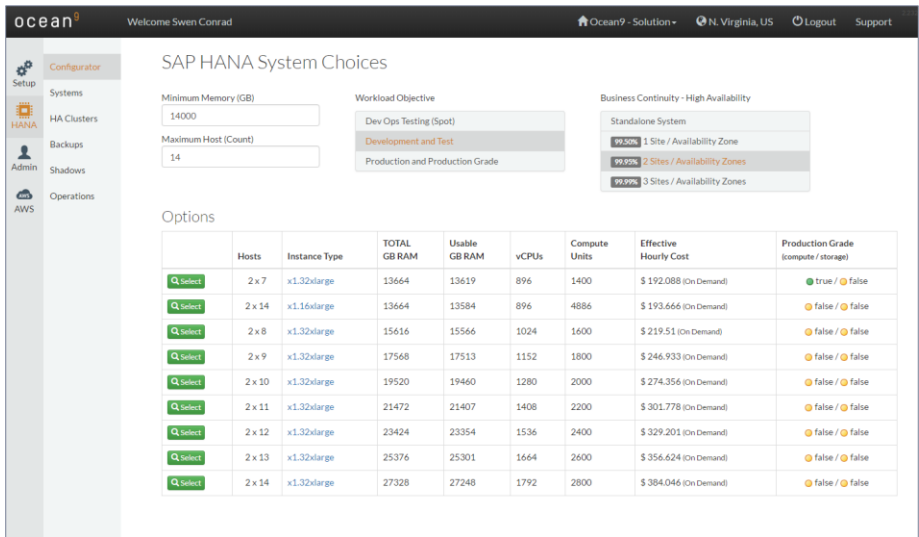 ocean9
Welcome Swen Conrad
Ocean9 - Solution
N. Virginia, US
Logout
Support
Setup
HANA
Admin
AWS
Configurator
Systems
HA Clusters
Backups
Shadows
Operations
SAP HANA System Choices
Minimum Memory (GB)
14000
Maximum Host (Count)
14
Workload Objective
Dev Ops Testing (Spot)
Development and Test
Production and Production Grade
Business Continuity - High Availability
Standalone System
99.50% 1 Site / Availability Zone
99.95% 2 Sites / Availability Zones
99.99% 3 Sites / Availability Zones
Options
Hosts Instance Type TOTAL GB RAM Usable GB RAM vCPUs Compute Units Effective Hourly Cost Production Grade (compute / storage)
Select 2 x 7 x1.32xlarge 13664 13619 896 1400 $ 192.088 (On Demand) true / false
Select 2 x 14 x1.16xlarge 13664 13584 896 4886 $ 193.666 (On Demand) false / false
Select 2 x 8 x1.32xlarge 15616 15566 1024 1600 $ 219.51 (On Demand) false / false
Select 2 x 9 x1.32xlarge 17568 17513 1152 1800 $ 246.933 (On Demand) false / false
Select 2 x 10 x1.32xlarge 19520 19460 1280 2000 $ 274.356 (On Demand) false / false
Select 2 x 11 x1.32xlarge 21472 21407 1408 2200 $ 301.778 (On Demand) false / false
Select 2 x 12 x1.32xlarge 23424 23354 1536 2400 $ 329.201 (On Demand) false / false
Select 2 x 13 x1.32xlarge 25376 25301 1664 2600 $ 356.624 (On Demand) false / false
Select 2 x 14 x1.32xlarge 27328 27248 1792 2800 $ 384.046 (On Demand) false / false